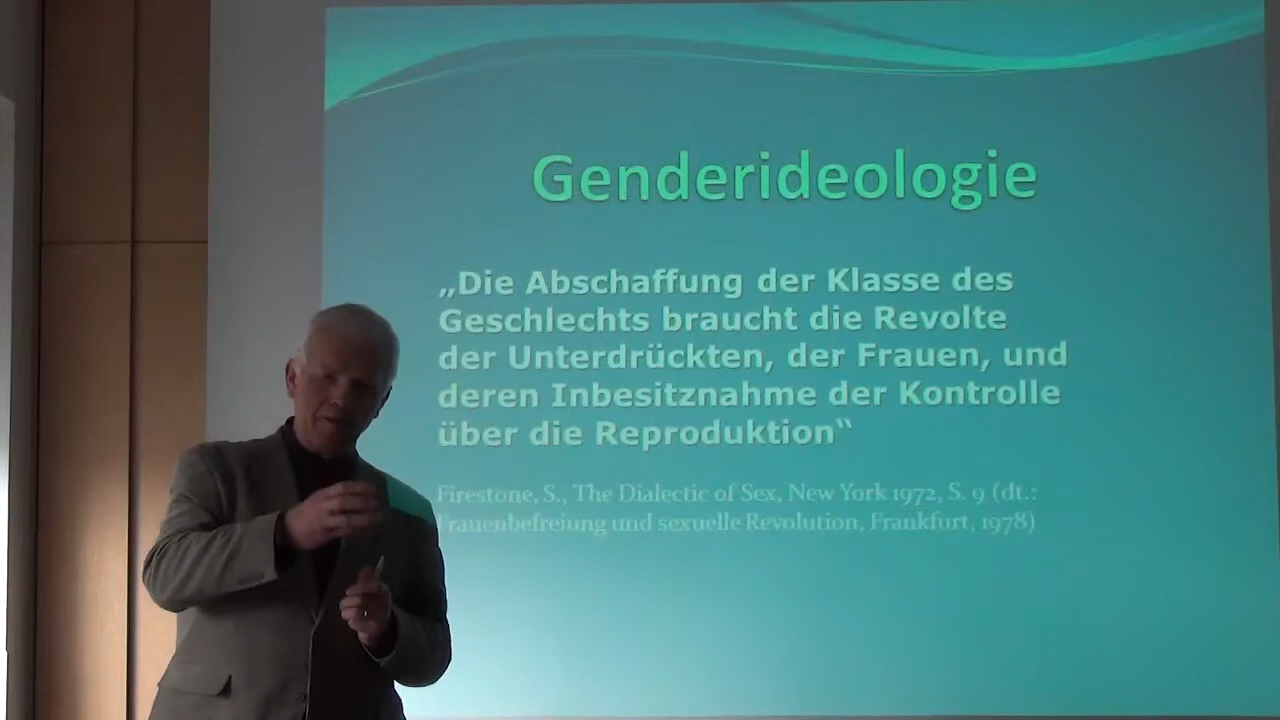 Genderideologie
„Die Abschaffung der Klasse des
Geschlechts braucht die Revolte
der Unterdrückten, der Frauen, und
deren Inbesitznahme der Kontrolle
über die Reproduktion“
Firestone, S., The Dialectic of Sex, New York 1972, S. 9 (dt.:
Frauenbefreiung und sexuelle Revolution, Frankfurt, 1978)